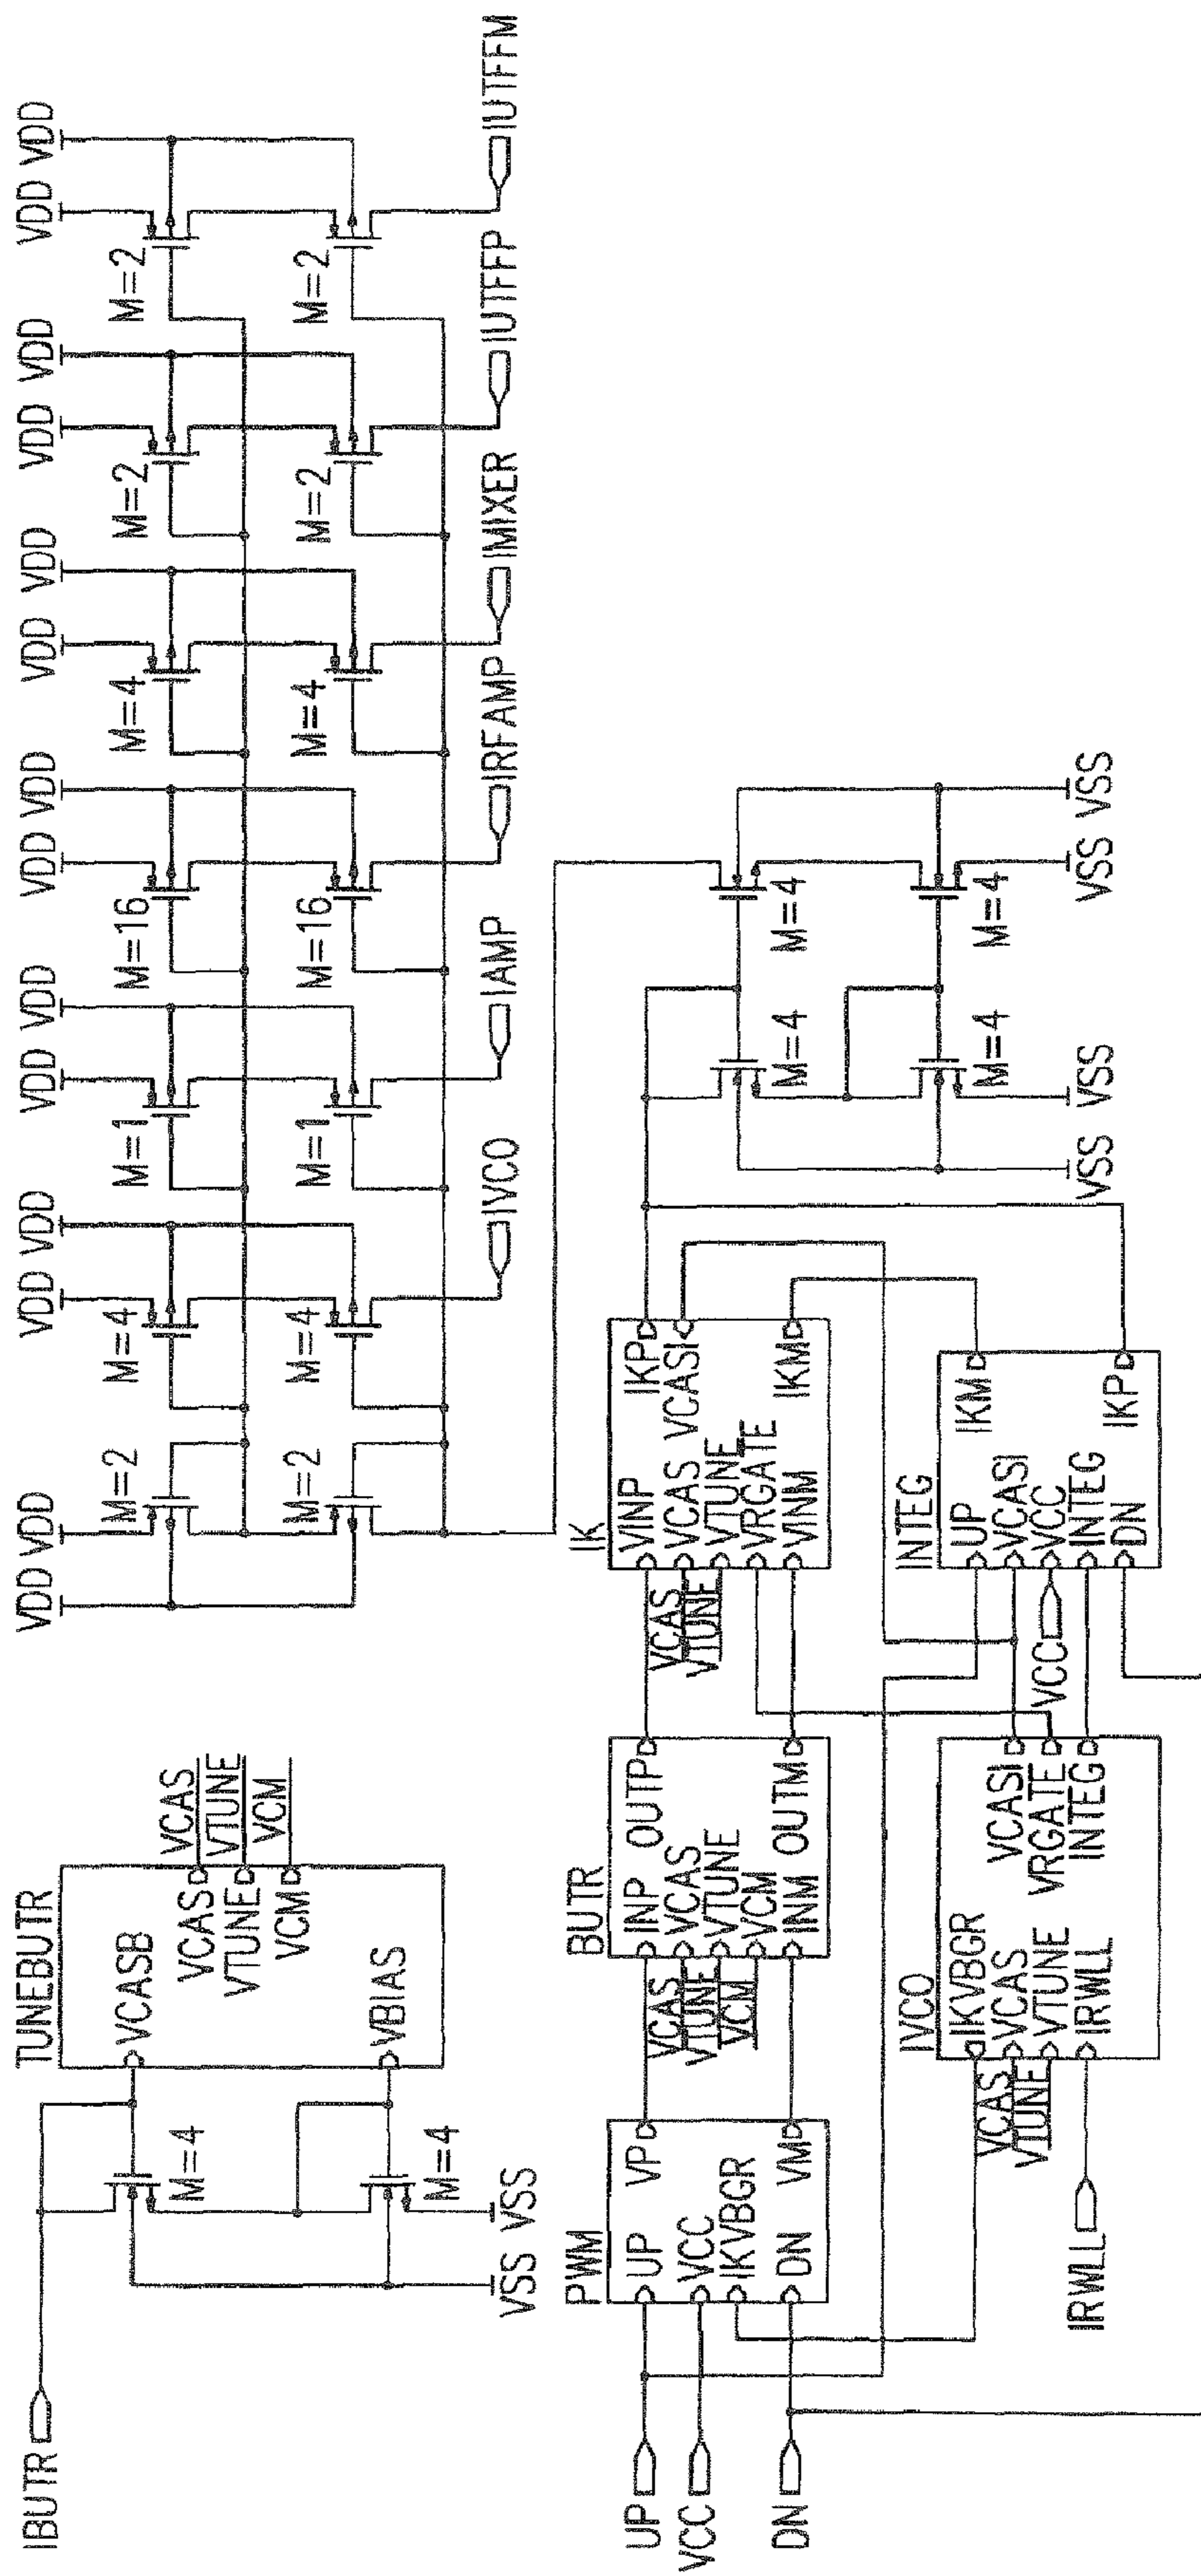 IBUTR
M=4
M=4
VSS VSS
TUNEBUTR
VCASB
VBIAS
VCAS
VTUNE
VCM
VCAS
VTUNE
VCM
VDD VDD
M=2
M=2
VDD VDD
M=4
M=4
IVCO
VDD VDD
M=1
M=1
IAMP
VDD VDD
M=16
M=16
IRFAMP
VDD VDD
M=4
M=4
IMIXER
VDD VDD
M=2
M=2
IUTFFP
VDD VDD
M=2
M=2
IUTFFM
UP
VCC
DN
PWM
UP
VCC
IKVBGR
DN
VP
VM
VCAS
VTUNE
VCM
BUTR
INP
VCAS
VTUNE
VCM
INM
OUTP
OUTM
VCAS
VTUNE
IK
VINP
VCAS
VTUNE
VRGATE
VINM
IKP
VCASI
IKM
M=4
M=4
M=4
M=4
VSS
VSS
VSS
VSS
IRWLL
VCAS
VTUNE
IVCO
IKVBGR
VCAS
VTUNE
IRWLL
VCASI
VRGATE
INTEG
VCC
INTEG
UP
VCASI
VCC
INTEG
DN
IKM
IKP